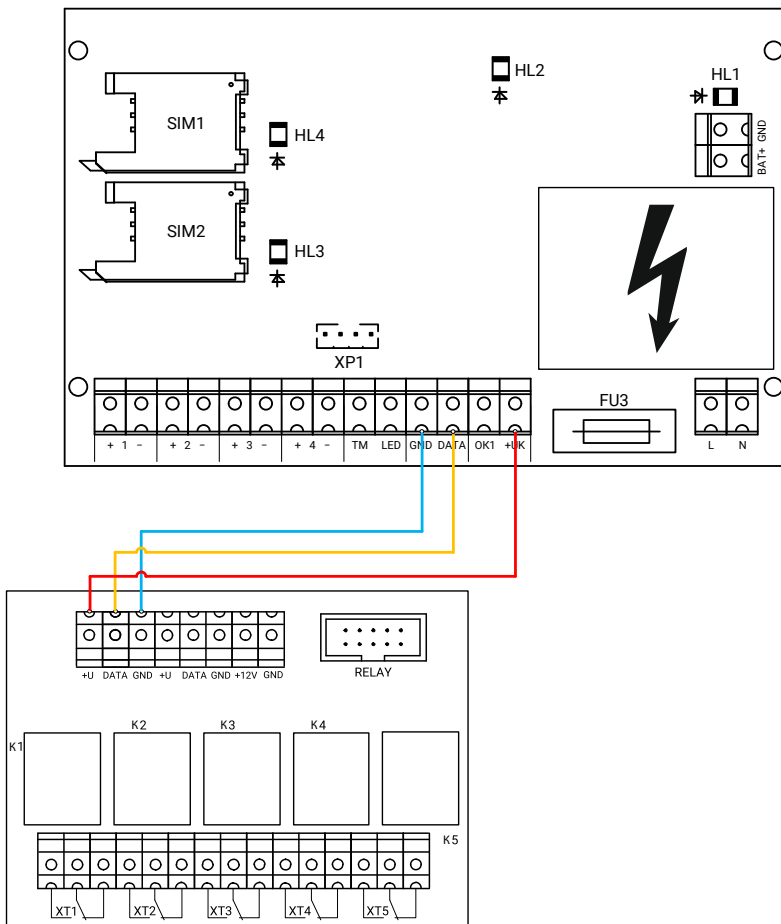 HL2
HL1
SIM1
HL4
BAT+ GND
SIM2
HL3
XP1
FU3
+ 1 - + 2 - + 3 - + 4 - TM LED GND DATA OK1 +UK
L N
+U DATA GND +U DATA GND +12V GND
RELAY
K1 K2 K3 K4
K5
XT1 XT2 XT3 XT4 XT5